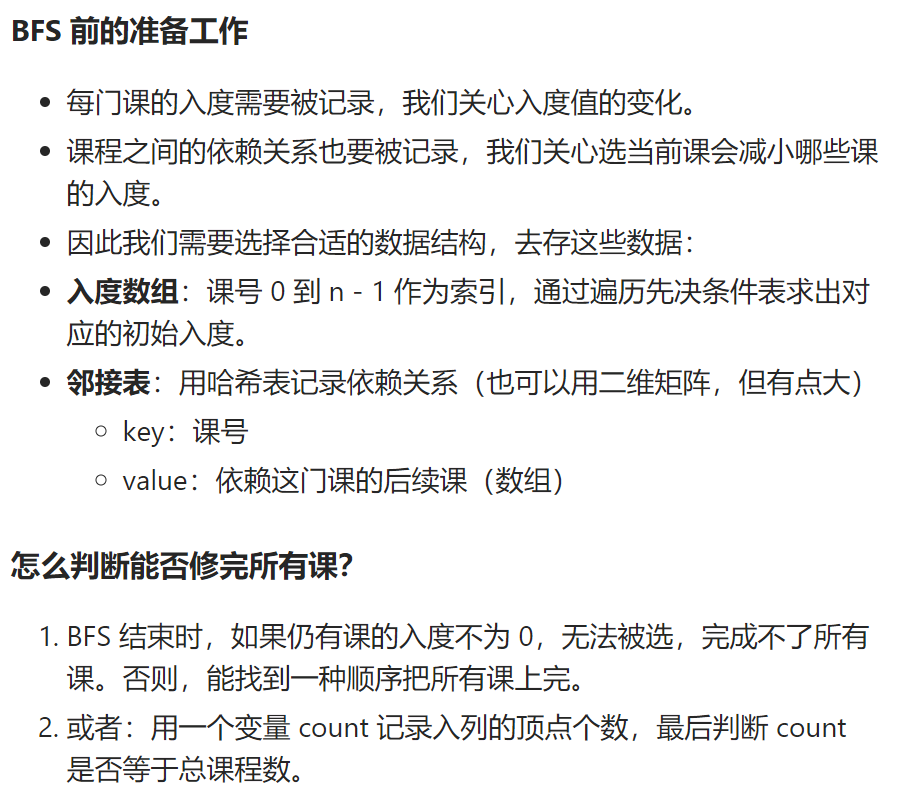 BFS 前的准备工作
• 每门课的入度需要被记录，我们关心入度值的变化。
• 课程之间的依赖关系也要被记录，我们关心选当前课会减小哪些课
的入度。
• 因此我们需要选择合适的数据结构，去存这些数据：
• 入度数组：课号 0 到 n - 1 作为索引，通过遍历先决条件表求出对
应的初始入度。
• 邻接表：用哈希表记录依赖关系（也可以用二维矩阵，但有点大）
○ key：课号
○ value：依赖这门课的后续课（数组）
怎么判断能否修完所有课？
1. BFS 结束时，如果仍有课的入度不为 0，无法被选，完成不了所有
课。否则，能找到一种顺序把所有课上完。
2. 或者：用一个变量 count 记录入列的顶点个数，最后判断 count
是否等于总课程数。